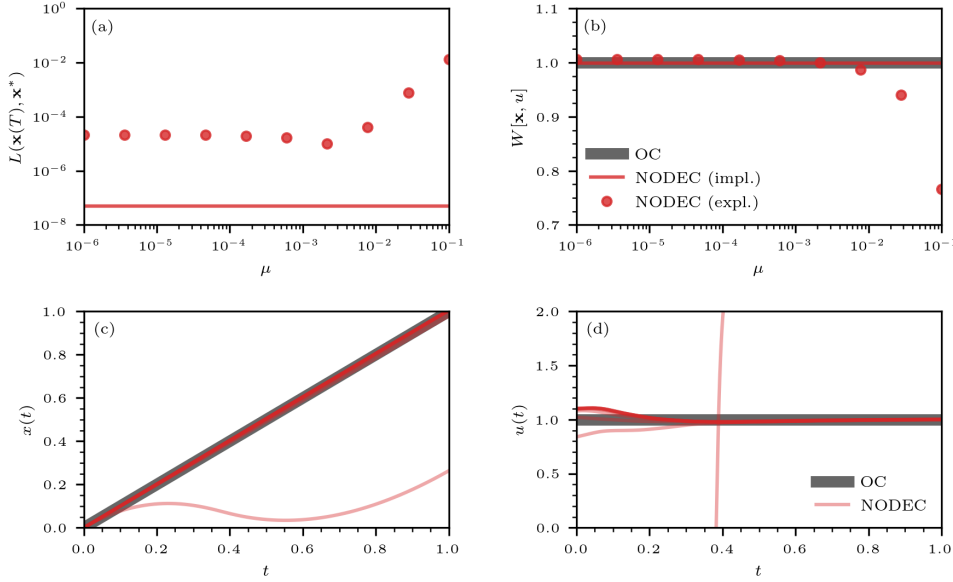 (a)
L(x(T), x*)
10⁰
10⁻²
10⁻⁴
10⁻⁶
10⁻⁸
10⁻⁶ 10⁻⁵ 10⁻⁴ 10⁻³ 10⁻² 10⁻¹
μ
(b)
W[x, u]
1.1
1.0
0.9
0.8
0.7
OC
NODEC (impl.)
NODEC (expl.)
10⁻⁶ 10⁻⁵ 10⁻⁴ 10⁻³ 10⁻² 10⁻¹
μ
(c)
x(t)
1.0
0.8
0.6
0.4
0.2
0.0
0.0 0.2 0.4 0.6 0.8 1.0
t
(d)
u(t)
2.0
1.5
1.0
0.5
0.0
OC
NODEC
0.0 0.2 0.4 0.6 0.8 1.0
t